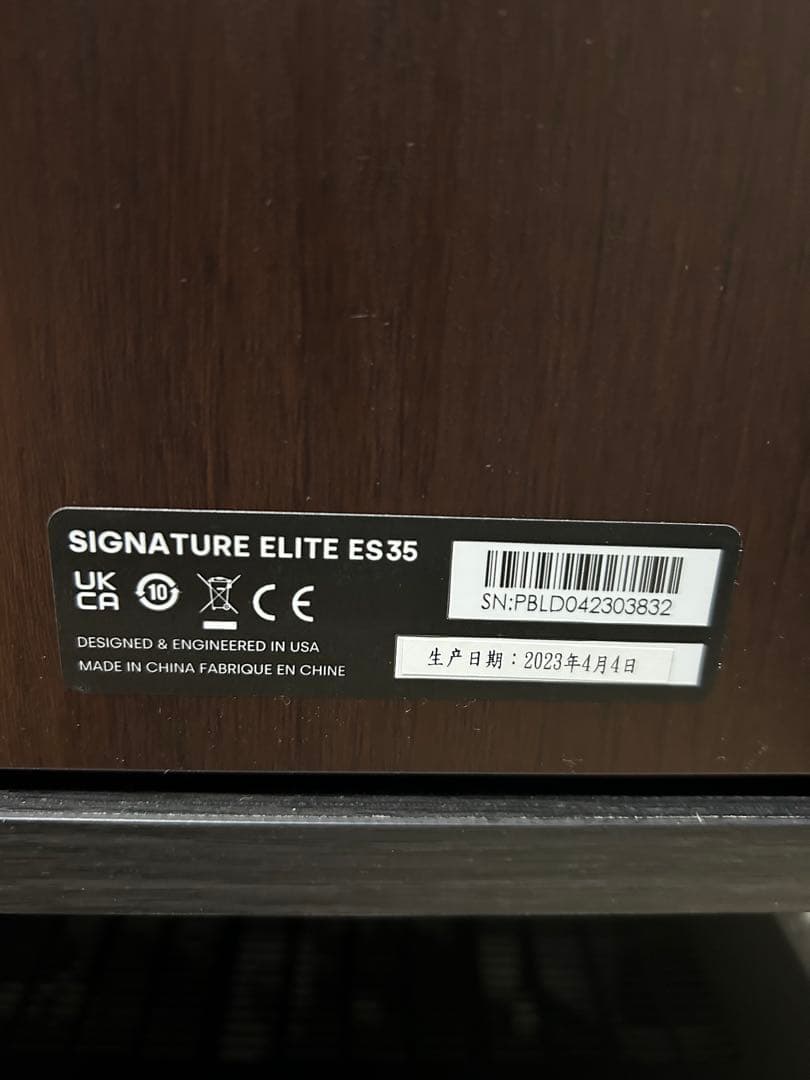 SIGNATURE ELITE ES35
UK
CA
10
CE
DESIGNED & ENGINEERED IN USA
MADE IN CHINA FABRIQUE EN CHINE
SN:PBLD042303832
生产日期：2023年4月4日